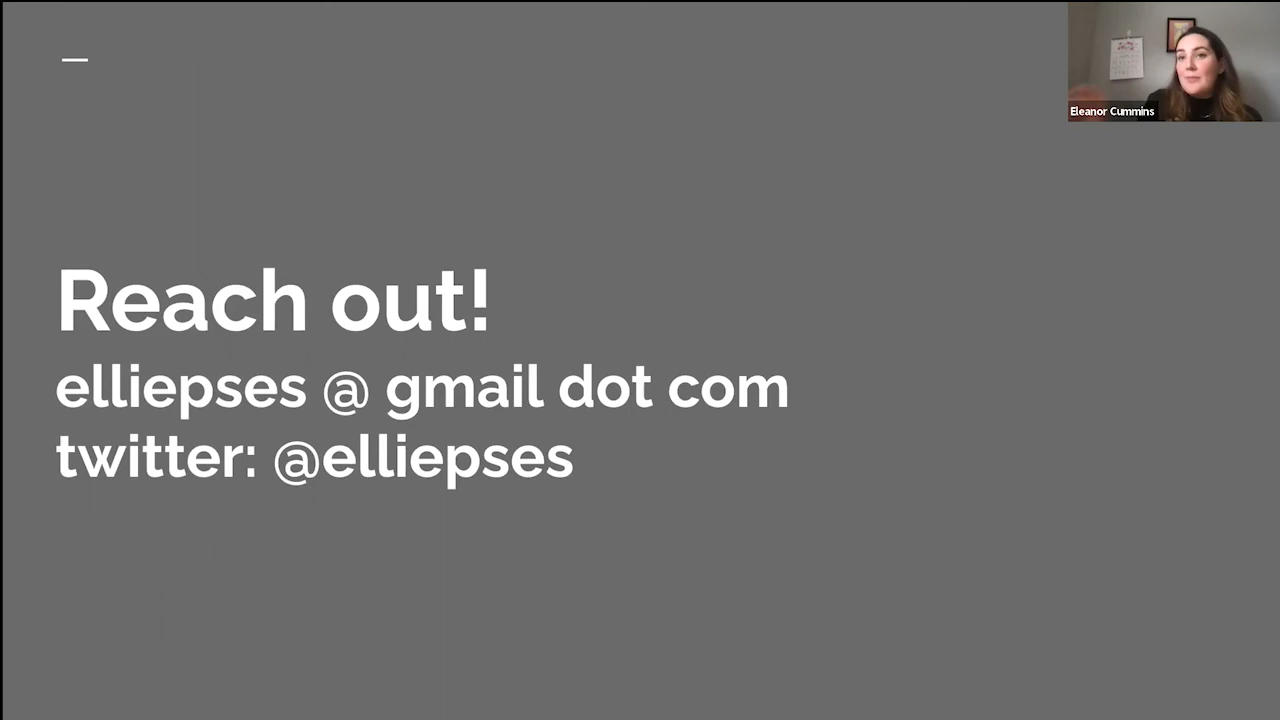 Eleanor Cummins
Reach out!
elliepses @ gmail dot com
twitter: @elliepses